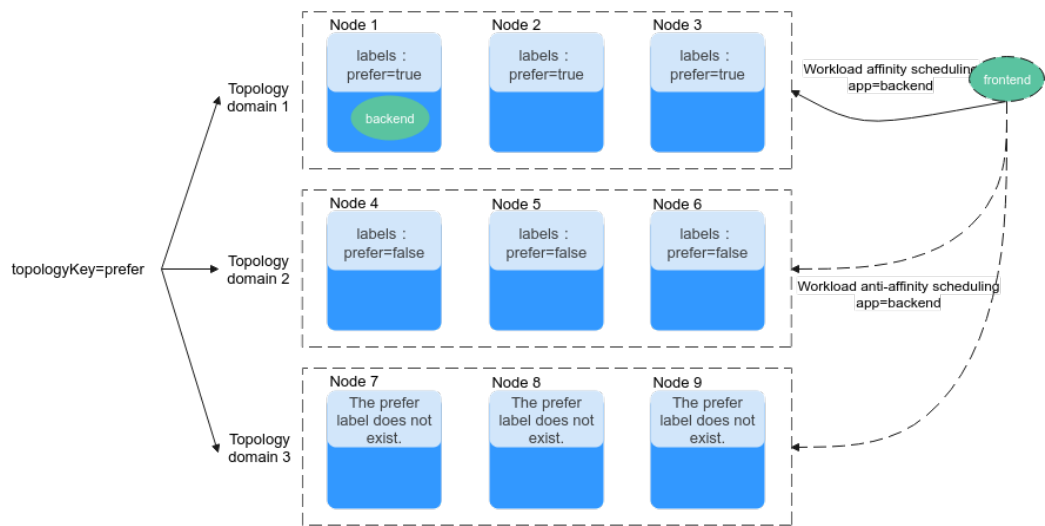 Node 1
Node 2
Node 3
labels：
prefer=true
labels：
prefer=true
labels：
prefer=true
backend
Topology
domain 1
Workload affinity scheduling
app=backend
frontend
Node 4
Node 5
Node 6
labels：
prefer=false
labels：
prefer=false
labels：
prefer=false
topologyKey=prefer
Topology
domain 2
Workload anti-affinity scheduling
app=backend
Node 7
Node 8
Node 9
The prefer
label does not
exist.
The prefer
label does not
exist.
The prefer
label does not
exist.
Topology
domain 3